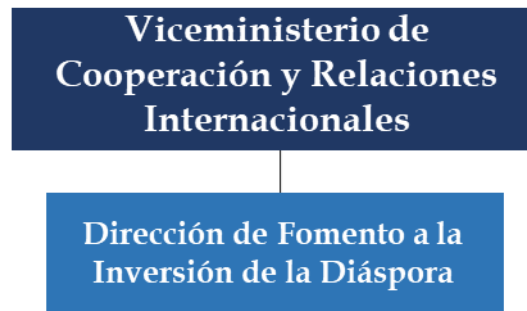 Viceministerio de
Cooperación y Relaciones
Internacionales
Dirección de Fomento a la
Inversión de la Diáspora